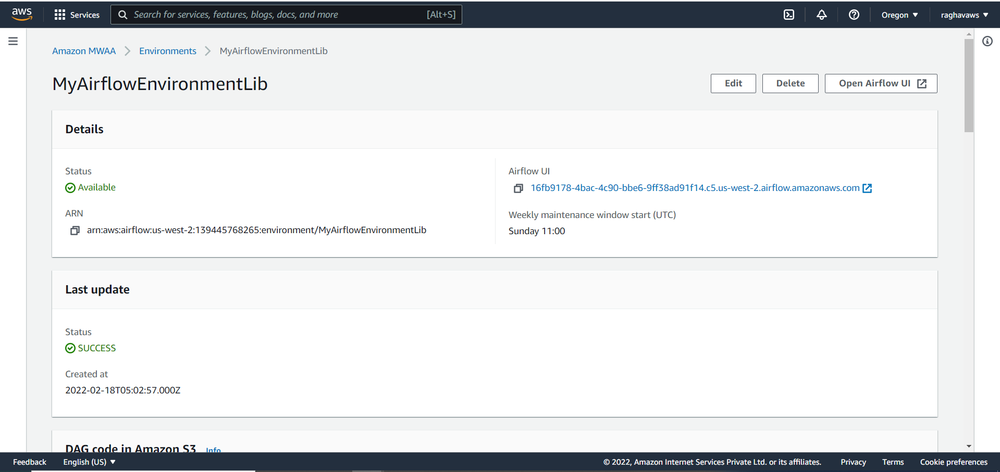 aws Services Search for services, features, blogs, docs, and more [Alt+S] Oregon raghavaws
Amazon MWAA Environments MyAirflowEnvironmentLib
MyAirflowEnvironmentLib Edit Delete Open Airflow UI
Details
Status
Available
ARN
arn:aws:airflow:us-west-2:139445768265:environment/MyAirflowEnvironmentLib
Airflow UI
16fb9178-4bac-4c90-bbe6-9ff38ad91f14.c5.us-west-2.airflow.amazonaws.com
Weekly maintenance window start (UTC)
Sunday 11:00
Last update
Status
SUCCESS
Created at
2022-02-18T05:02:57.000Z
DAG code in Amazon S3 Info
Feedback English (US) © 2022, Amazon Internet Services Private Ltd. or its affiliates. Privacy Terms Cookie preferences